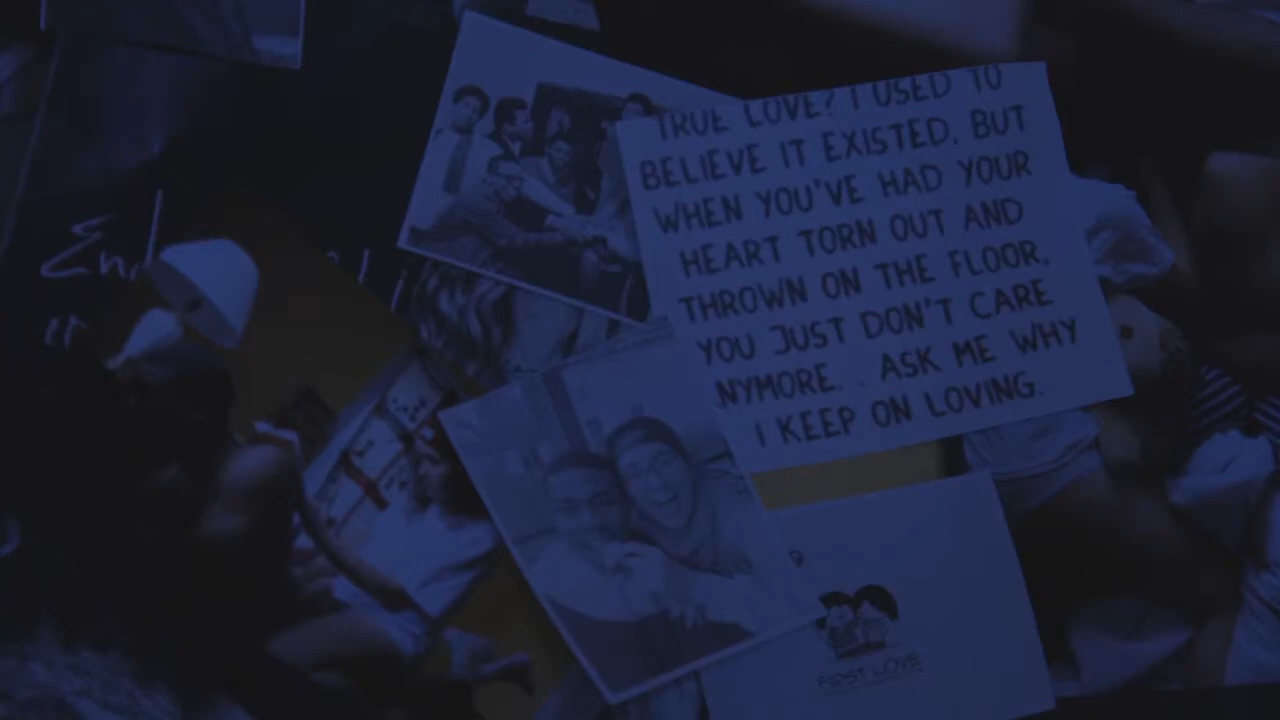 TRUE LOVE? I USED TO
BELIEVE IT EXISTED. BUT
WHEN YOU'VE HAD YOUR
HEART TORN OUT AND
THROWN ON THE FLOOR,
YOU JUST DON'T CARE
NYMORE. . ASK ME WHY
I KEEP ON LOVING.
End
FIRST LOVE